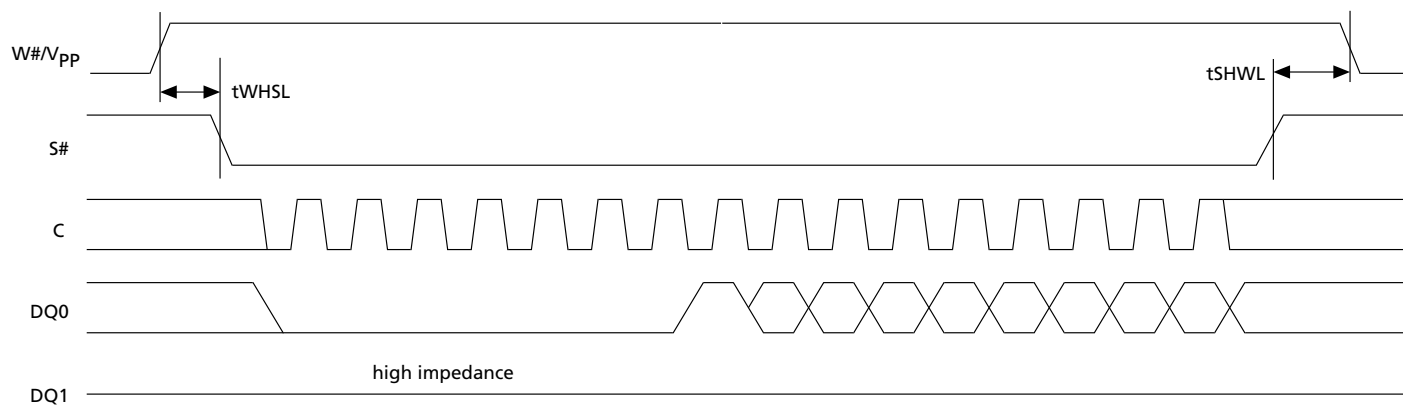 W#/VPP
tWHSL
tSHWL
S#
C
DQ0
high impedance
DQ1